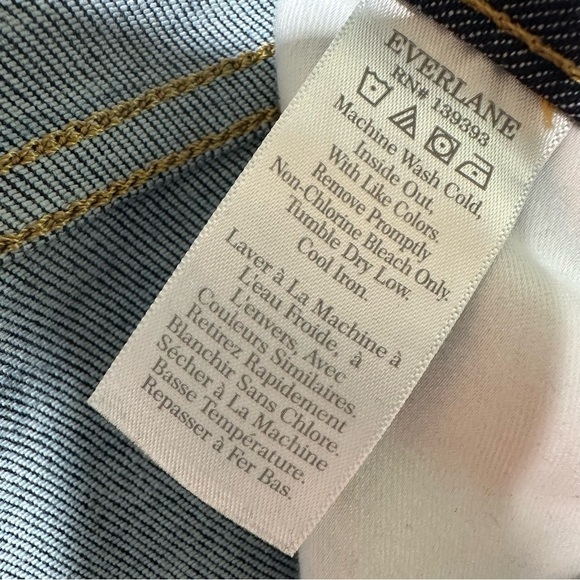 EVERLANE
RN# 139393
Machine Wash Cold,
Inside Out,
With Like Colors.
Remove Promptly
Non-Chlorine Bleach Only.
Tumble Dry Low.
Cool Iron.
Laver à La Machine à
L'eau Froide, à
L'envers, Avec
Couleurs Similaires.
Retirez Rapidement
Blanchir Sans Chlore.
Sécher à La Machine
Basse Température.
Repasser à Fer Bas.